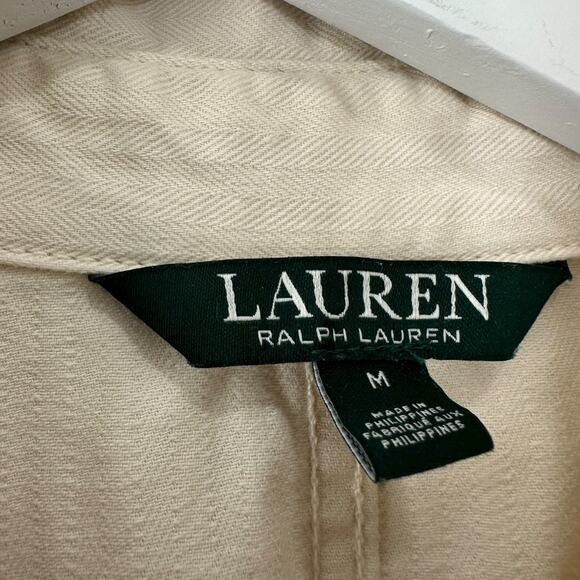 LAUREN
RALPH LAUREN
M
MADE IN
PHILIPPINES
FABRIQUÉ AUX
PHILIPPINES